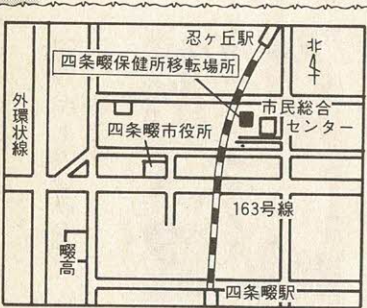 忍ヶ丘駅
北
四条畷保健所移転場所
外環状線
市民総合
センター
四条畷市役所
163号線
畷高
四条畷駅